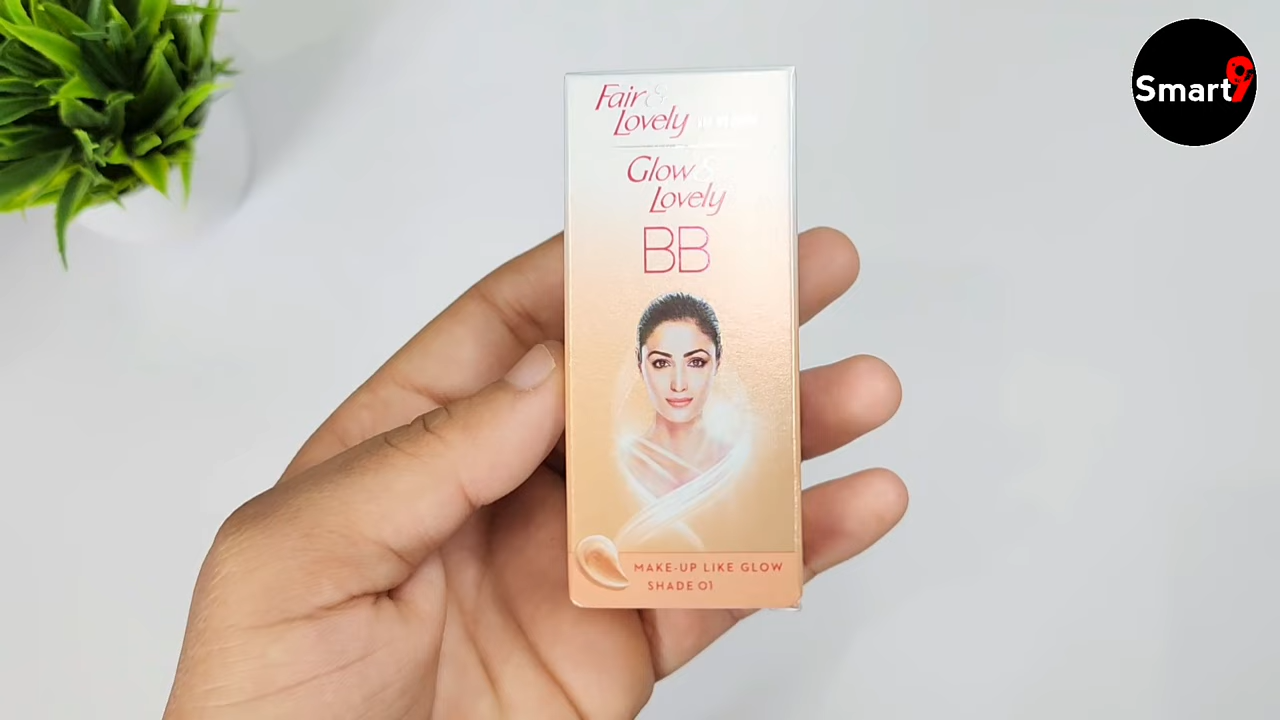 Fair &
Lovely
Glow &
Lovely
BB
MAKE-UP LIKE GLOW
SHADE 01
Smart9